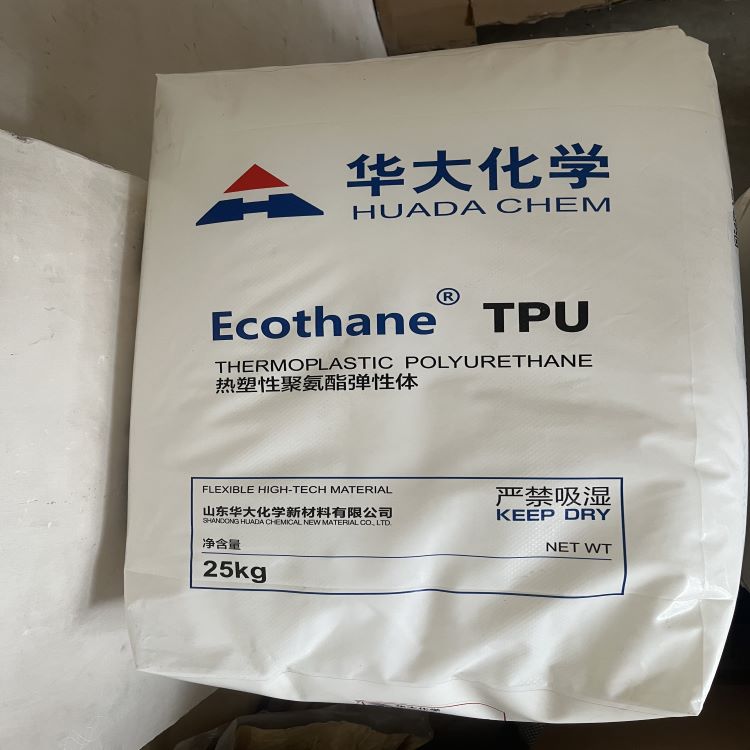 华大化学
HUADA CHEM
Ecothane® TPU
THERMOPLASTIC POLYURETHANE
热塑性聚氨酯弹性体
FLEXIBLE HIGH-TECH MATERIAL
严禁吸湿
KEEP DRY
山东华大化学新材料有限公司
SHANDONG HUADA CHEMICAL NEW MATERIAL CO., LTD.
净含量
NET WT
25kg